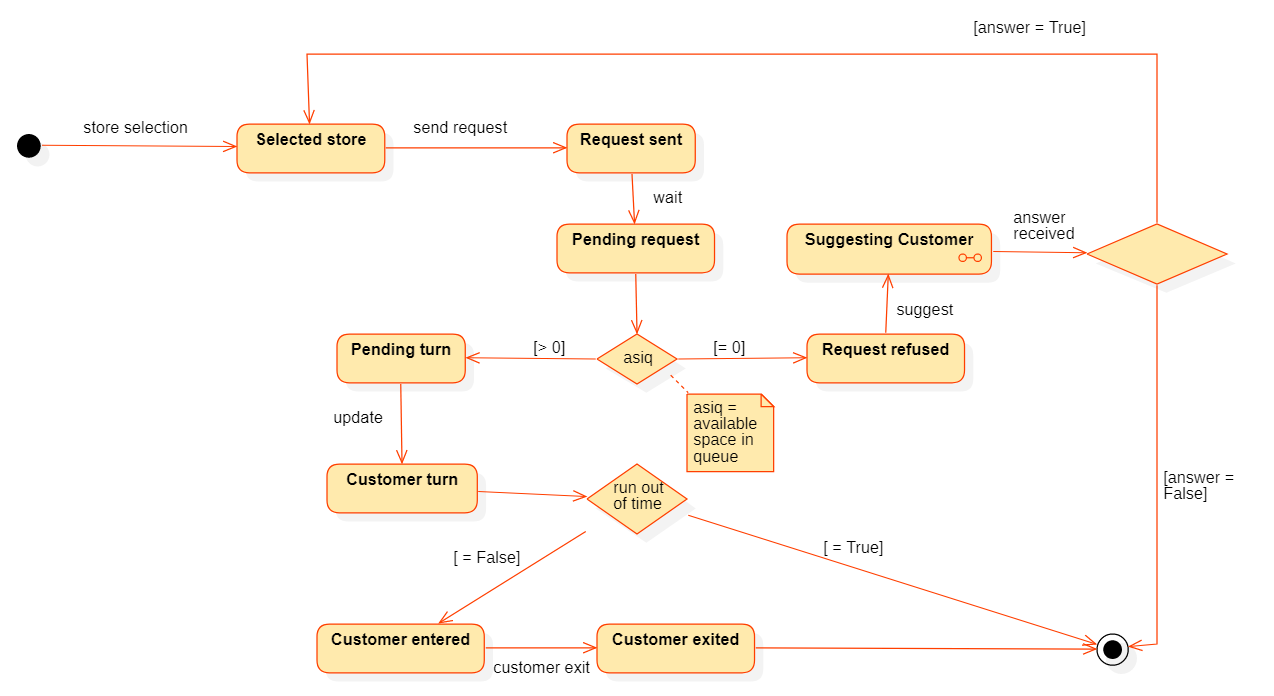 [answer = True]
store selection
Selected store
send request
Request sent
wait
Pending request
Suggesting Customer
answer
received
suggest
Pending turn
[> 0]
asiq
[= 0]
Request refused
asiq =
available
space in
queue
update
Customer turn
run out
of time
[answer =
False]
[ = False]
[ = True]
Customer entered
customer exit
Customer exited